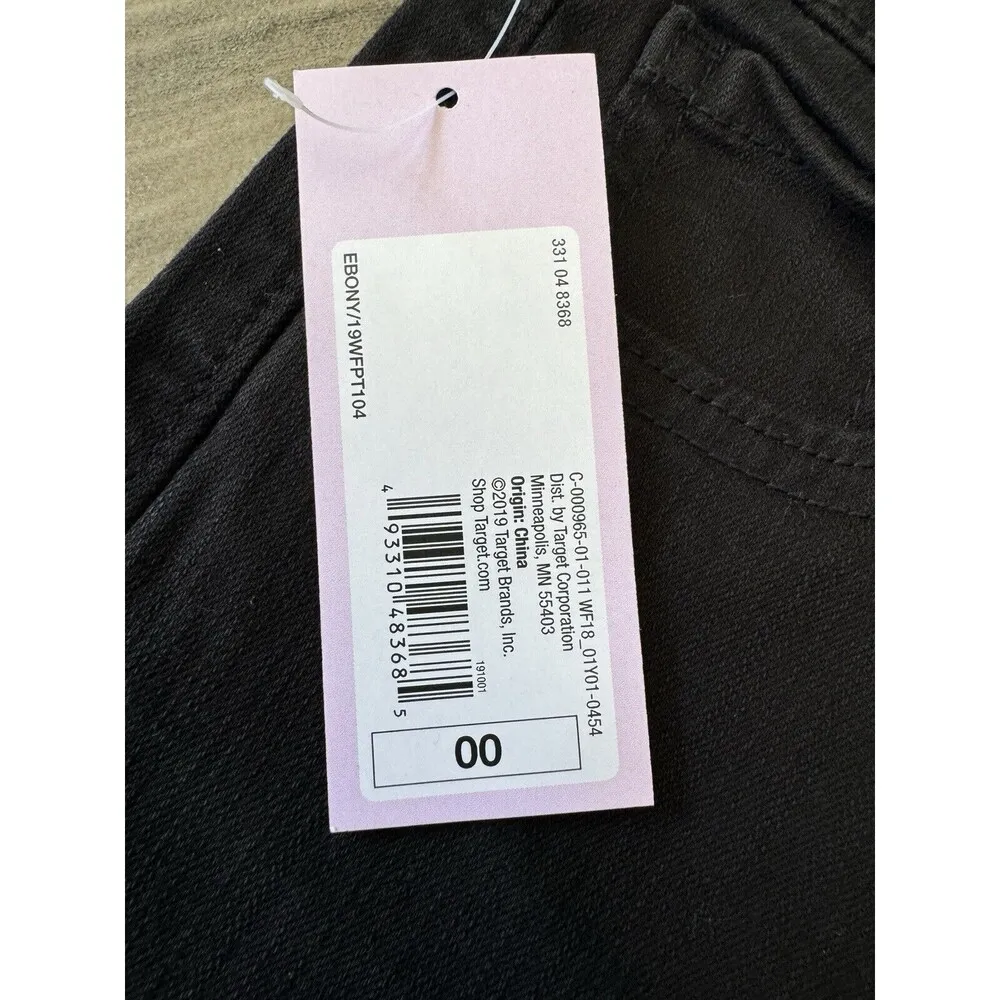 331 04 8368
EBONY/19WFPT104
C-000965-01-011 WF18_01Y01-0454
Dist. by Target Corporation
Minneapolis, MN 55403
Origin: China
©2019 Target Brands, Inc.
Shop Target.com
191001
4 93310 48368 5
00